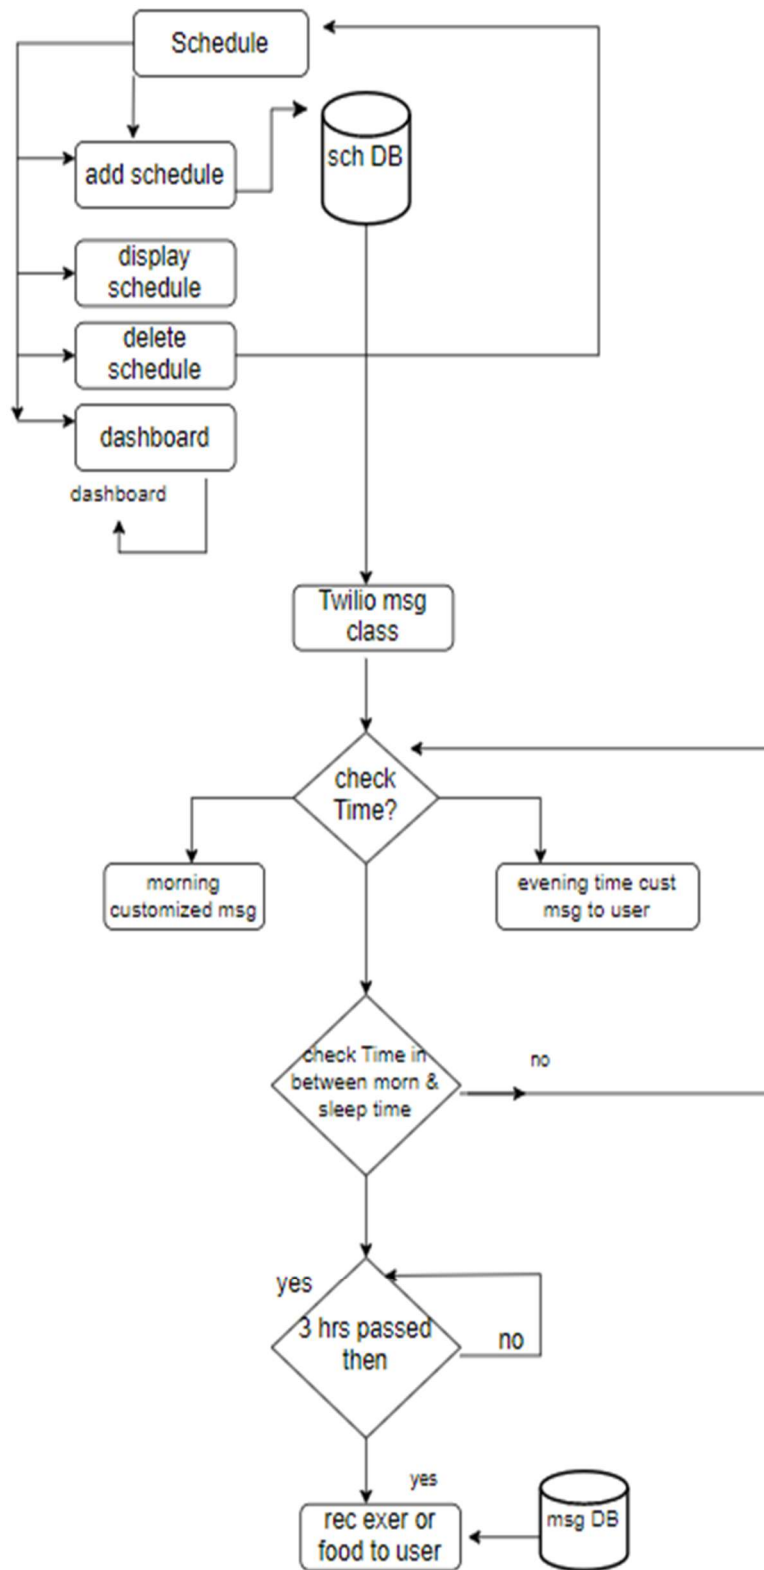 Schedule
sch DB
add schedule
display
schedule
delete
schedule
dashboard
dashboard
Twilio msg
class
check
Time?
morning
customized msg
evening time cust
msg to user
check Time in
between morn &
sleep time
no
yes
3 hrs passed
then
no
yes
rec exer or
food to user
msg DB